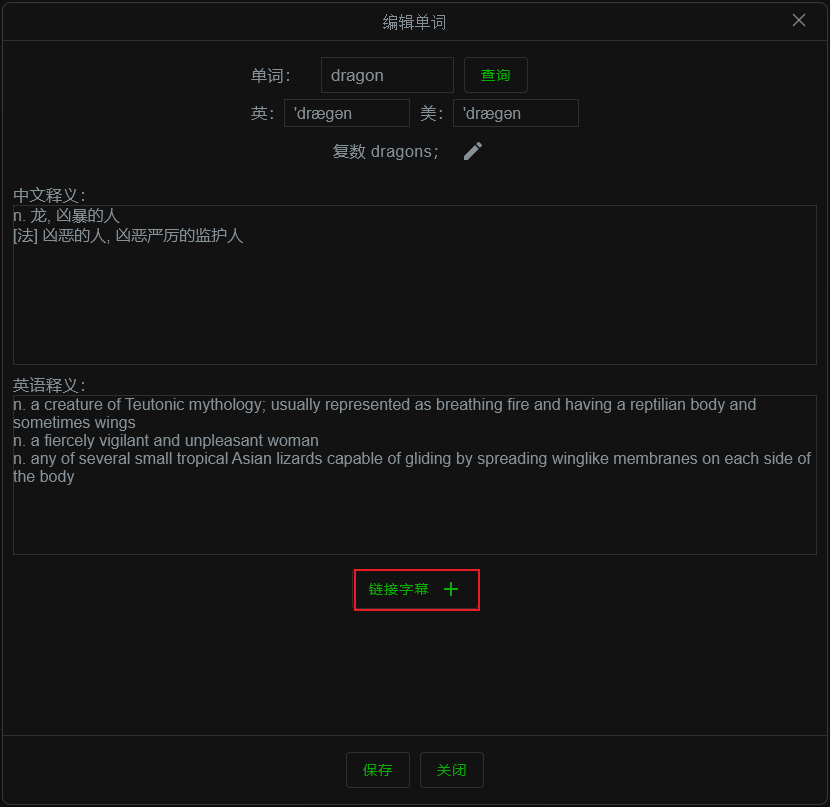 编辑单词
单词： dragon 查询
英： 'dræɡən 美： 'dræɡən
复数 dragons；
中文释义：
n. 龙, 凶暴的人
[法] 凶恶的人, 凶恶严厉的监护人
英语释义：
n. a creature of Teutonic mythology; usually represented as breathing fire and having a reptilian body and
sometimes wings
n. a fiercely vigilant and unpleasant woman
n. any of several small tropical Asian lizards capable of gliding by spreading winglike membranes on each side of
the body
链接字幕
保存 关闭